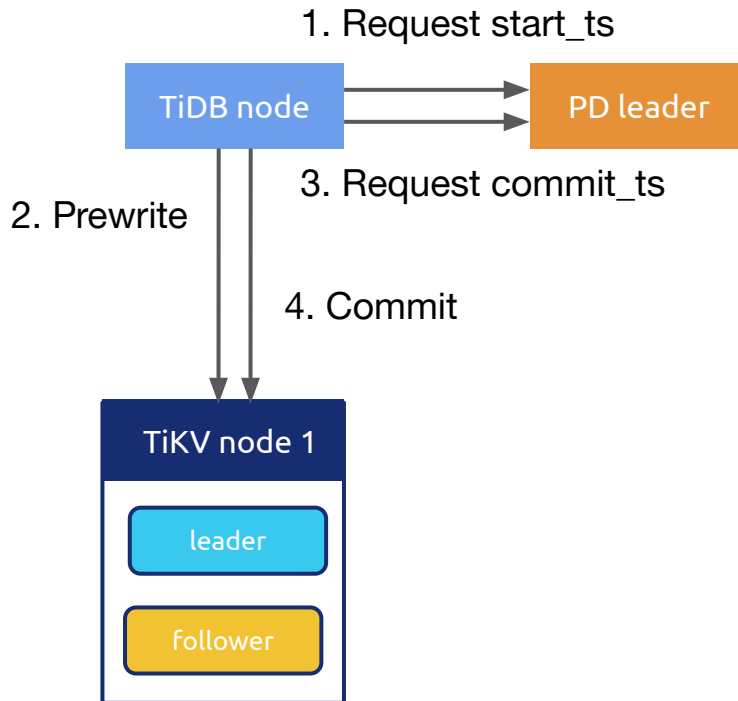 1. Request start_ts
TiDB node
PD leader
3. Request commit_ts
2. Prewrite
4. Commit
TiKV node 1
leader
follower